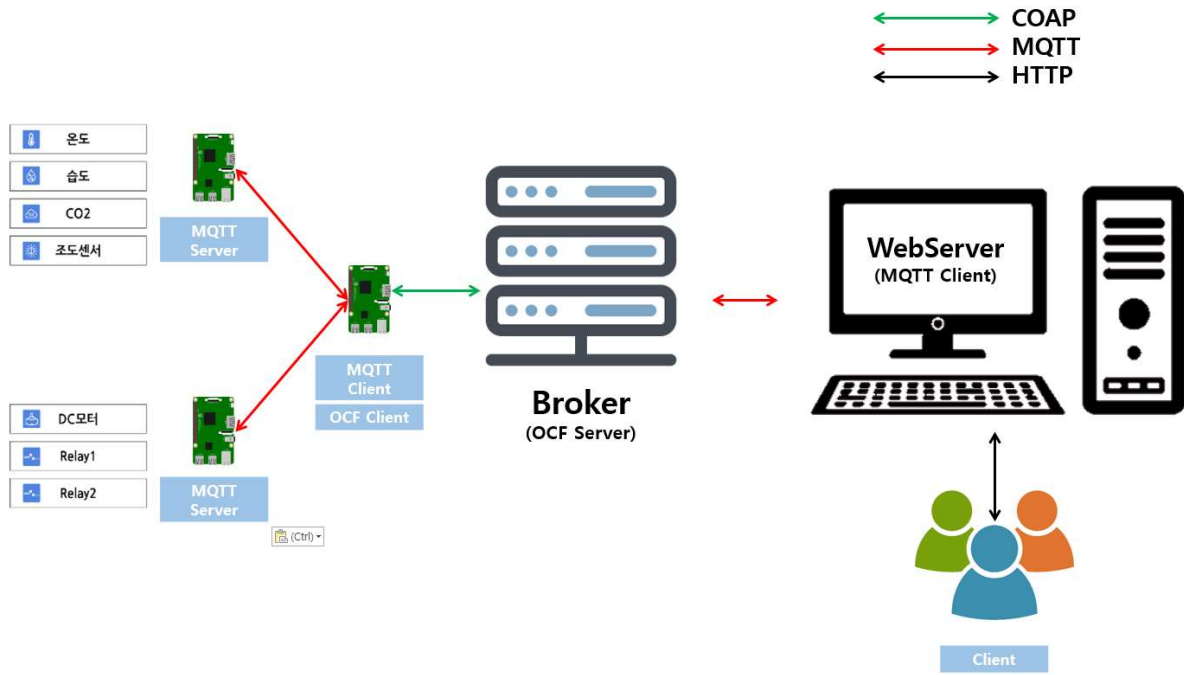 COAP
MQTT
HTTP
온도
습도
CO2
조도센서
MQTT
Server
MQTT
Client
OCF Client
DC모터
Relay1
Relay2
MQTT
Server
(Ctrl)
Broker
(OCF Server)
WebServer
(MQTT Client)
Client